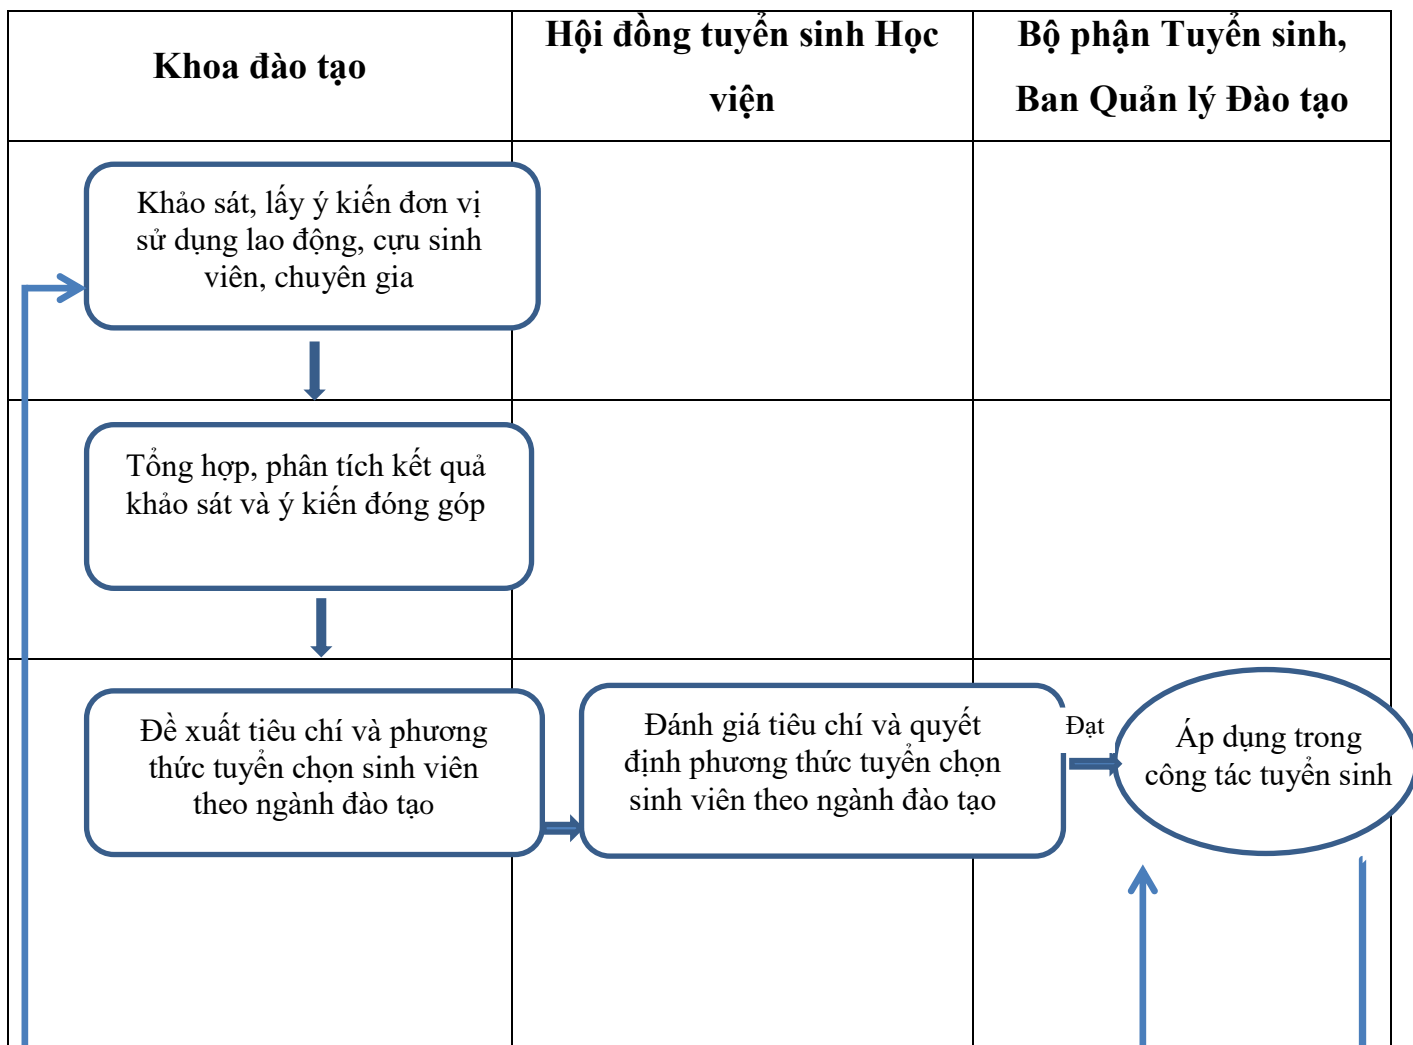 Khoa đào tạo
Hội đồng tuyển sinh Học
viện
Bộ phận Tuyển sinh,
Ban Quản lý Đào tạo
Khảo sát, lấy ý kiến đơn vị
sử dụng lao động, cựu sinh
viên, chuyên gia
Tổng hợp, phân tích kết quả
khảo sát và ý kiến đóng góp
Đề xuất tiêu chí và phương
thức tuyển chọn sinh viên
theo ngành đào tạo
Đánh giá tiêu chí và quyết
định phương thức tuyển chọn
sinh viên theo ngành đào tạo
Đạt
Áp dụng trong
công tác tuyển sinh